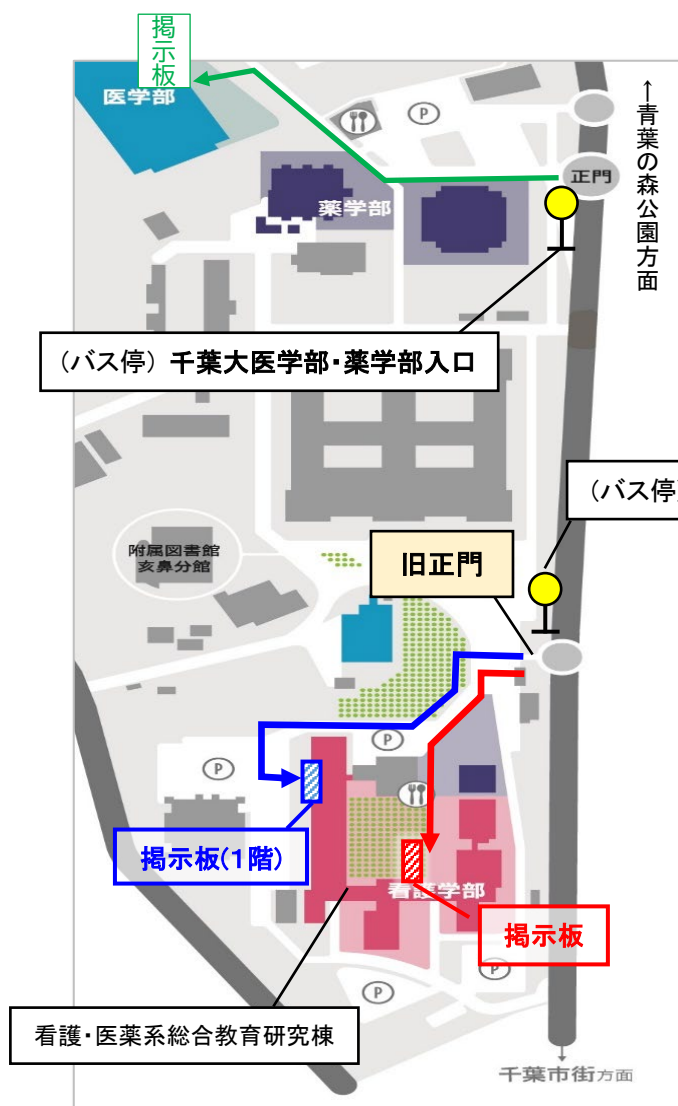 掲示板
医学部
P
↑青葉の森公園方面
正門
薬学部
(バス停) 千葉大医学部・薬学部入口
(バス停)
附属図書館
亥鼻分館
旧正門
P
P
掲示板(1階)
看護学部
掲示板
P
P
P
看護・医薬系総合教育研究棟
千葉市街方面